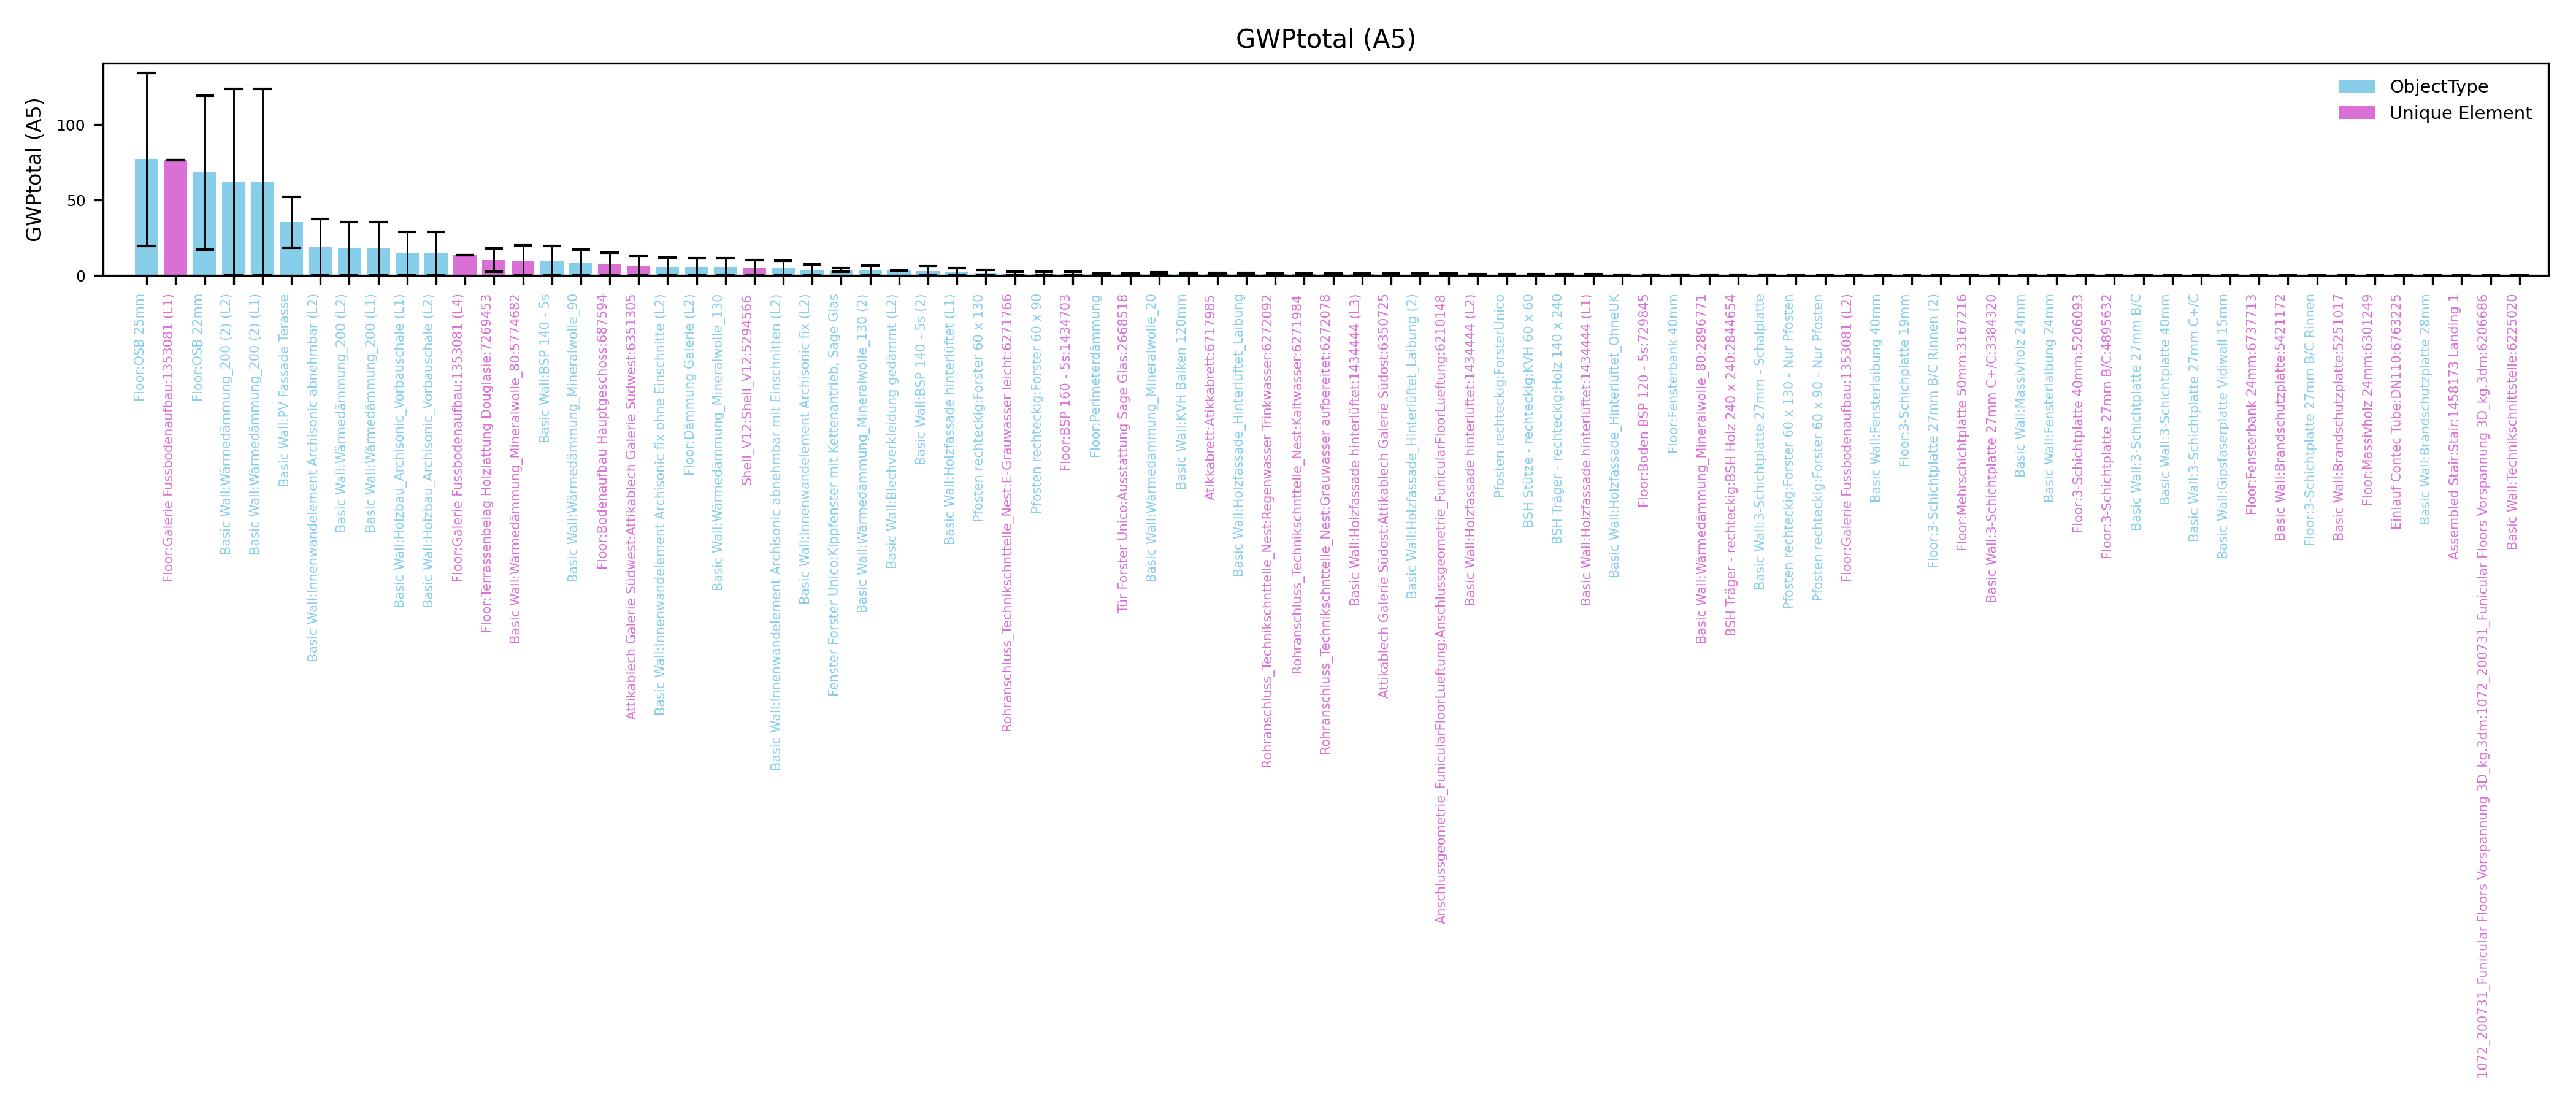 GWPtotal (A5)
GWPtotal (A5)
100
50
0
ObjectType
Unique Element
Floor:OSB 25mm
Floor:Galerie Fussbodenaufbau:1353081 (L1)
Floor:OSB 22mm
Basic Wall:Wärmedämmung_200 (2) (L2)
Basic Wall:Wärmedämmung_200 (2) (L1)
Basic Wall:PV Fassade Terasse
Basic Wall:Innenwandelement Archisonic abnehmbar (L2)
Basic Wall:Wärmedämmung_200 (L2)
Basic Wall:Wärmedämmung_200 (L1)
Basic Wall:Holzbau_Archisonic_Vorbauschale (L1)
Basic Wall:Holzbau_Archisonic_Vorbauschale (L2)
Floor:Galerie Fussbodenaufbau:1353081 (L4)
Floor:Terrassenbelag Holzlattung Douglasie:7269453
Basic Wall:Wärmedämmung_Mineralwolle_80:5774682
Basic Wall:BSP 140 - 5s
Basic Wall:Wärmedämmung_Mineralwolle_90
Floor:Bodenaufbau Hauptgeschoss:687594
Attikablech Galerie Südwest:Attikablech Galerie Südwest:6351305
Basic Wall:Innenwandelement Archisonic fix ohne Einschnitte (L2)
Floor:Dämmung Galerie (L2)
Basic Wall:Wärmedämmung_Mineralwolle_130
Shell_V12:Shell_V12:5294566
Basic Wall:Innenwandelement Archisonic abnehmbar mit Einschnitten (L2)
Basic Wall:Innenwandelement Archisonic fix (L2)
Fenster Forster Unico:Kippfenster mit Kettenantrieb, Sage Glas
Basic Wall:Wärmedämmung_Mineralwolle_130 (2)
Basic Wall:Blechverkleidung gedämmt (L2)
Basic Wall:BSP 140 - 5s (2)
Basic Wall:Holzfassade hinterlüftet (L1)
Pfosten rechteckig:Forster 60 x 130
Rohranschluss_Technikschnittelle_Nest:E-Grauwasser leicht:6271766
Pfosten rechteckig:Forster 60 x 90
Floor:BSP 160 - 5s:1434703
Floor:Perimeterdämmung
Tür Forster Unico:Ausstattung Sage Glas:2668518
Basic Wall:Wärmedämmung_Mineralwolle_20
Basic Wall:KVH Balken 120mm
Atikabrett:Atikkabrett:6717985
Basic Wall:Holzfassade_Hinterlüftet_Laibung
Rohranschluss_Technikschnttelle_Nest:Regenwasser Trinkwasser:6272092
Rohranschluss_Technikschnittelle_Nest:Kaltwasser:6271984
Rohranschluss_Technikschnttelle_Nest:Grauwasser aufbereitet:6272078
Basic Wall:Holzfassade hinterlüftet:1434444 (L3)
Attikablech Galerie Südost:Attikablech Galerie Südost:6350725
Basic Wall:Holzfassade_Hinterlüftet_Laibung (2)
Anschlussgeometrie_FunicularFloorLueftung:Anschlussgeometrie_FunicularFloorLueftung:6210148
Basic Wall:Holzfassade hinterlüftet:1434444 (L2)
Pfosten rechteckig:ForsterUnico
BSH Stütze - rechteckig:KVH 60 x 60
BSH Träger - rechteckig:Holz 140 x 240
Basic Wall:Holzfassade hinterlüftet:1434444 (L1)
Basic Wall:Holzfassade_Hinterlüftet_OhneUK
Floor:Boden BSP 120 - 5s:729845
Floor:Fensterbank 40mm
Basic Wall:Wärmedämmung_Mineralwolle_80:2896771
BSH Träger - rechteckig:BSH Holz 240 x 240:2844654
Basic Wall:3-Schichtplatte 27mm - Schalplatte
Pfosten rechteckig:Forster 60 x 130 - Nur Pfosten
Pfosten rechteckig:Forster 60 x 90 - Nur Pfosten
Floor:Galerie Fussbodenaufbau:1353081 (L2)
Basic Wall:Fensterlaibung 40mm
Floor:3-Schichplatte 19mm
Floor:3-Schichtplatte 27mm B/C Rinnen (2)
Floor:Mehrschichtplatte 50mm:3167216
Basic Wall:3-Schichtplatte 27mm C+/C:3384320
Basic Wall:Massivholz 24mm
Basic Wall:Fensterlaibung 24mm
Floor:3-Schichtplatte 40mm:5206093
Floor:3-Schichtplatte 27mm B/C:4895632
Basic Wall:3-Schichtplatte 27mm B/C
Basic Wall:3-Schichtplatte 40mm
Basic Wall:3-Schichtplatte 27mm C+/C
Basic Wall:Gipsfaserplatte Vidiwall 15mm
Floor:Fensterbank 24mm:6737713
Basic Wall:Brandschutzplatte:5421172
Floor:3-Schichtplatte 27mm B/C Rinnen
Basic Wall:Brandschutzplatte:5251017
Floor:Massivholz 24mm:6301249
Einlauf Contec Tube:DN110:6763225
Basic Wall:Brandschutzplatte 28mm
Assembled Stair:Stair:1458173 Landing 1
1072_200731_Funicular Floors Vorspannung 3D_kg.3dm:1072_200731_Funicular Floors Vorspannung 3D_kg.3dm:6206686
Basic Wall:Technikschnittstelle:6225020